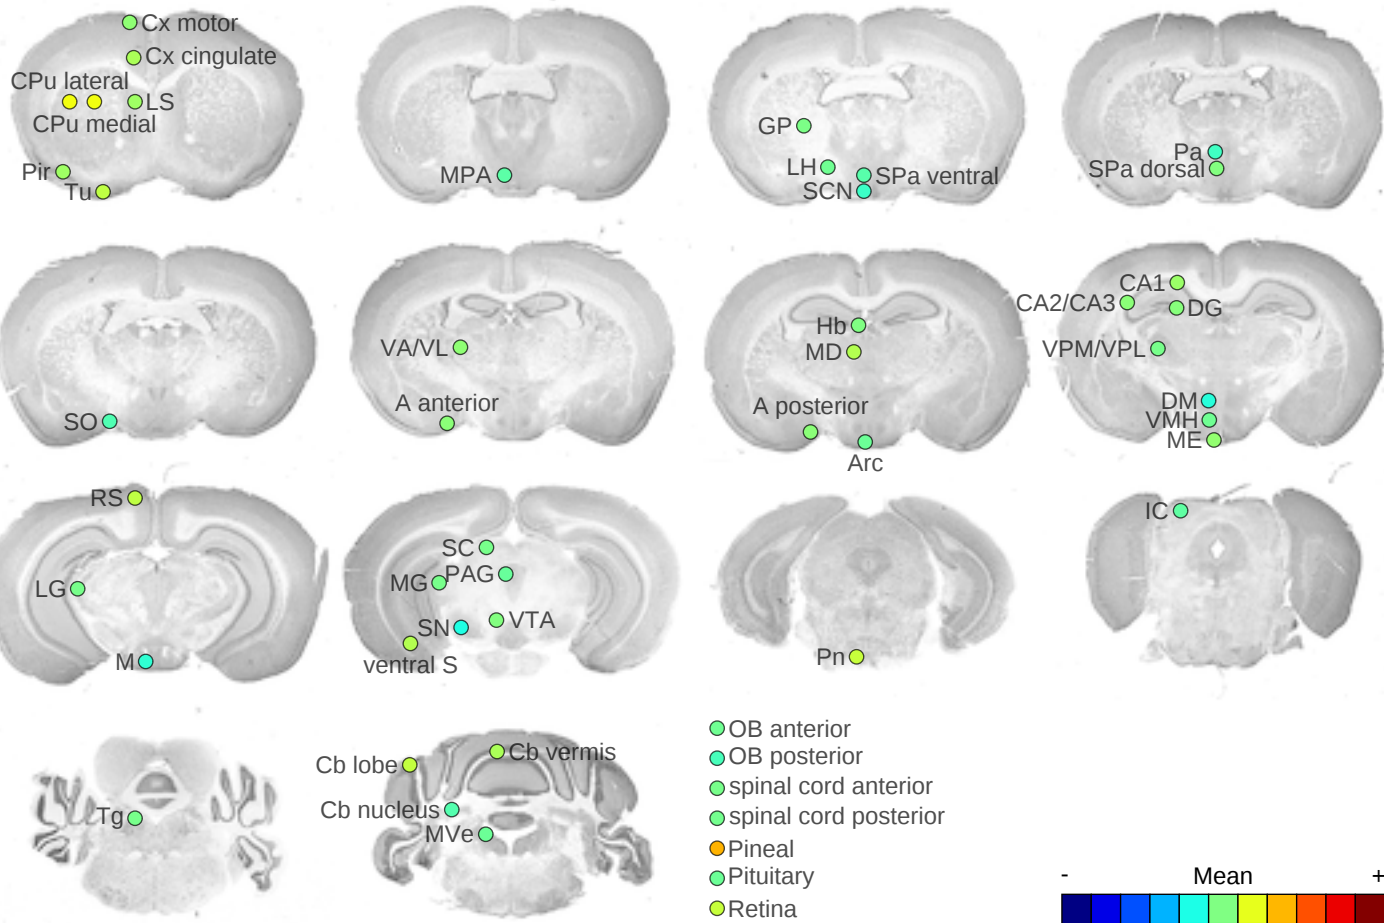 Cx motor
Cx cingulate
CPu lateral
LS
CPu medial
Pir
Tu
MPA
GP
LH
SPa ventral
SCN
Pa
SPa dorsal
SO
VA/VL
A anterior
Hb
MD
A posterior
Arc
CA1
CA2/CA3
DG
VPM/VPL
DM
VMH
ME
RS
LG
M
SC
MG
PAG
SN
VTA
ventral S
Pn
IC
Tg
Cb lobe
Cb vermis
Cb nucleus
MVe
OB anterior
OB posterior
spinal cord anterior
spinal cord posterior
Pineal
Pituitary
Retina
- Mean +